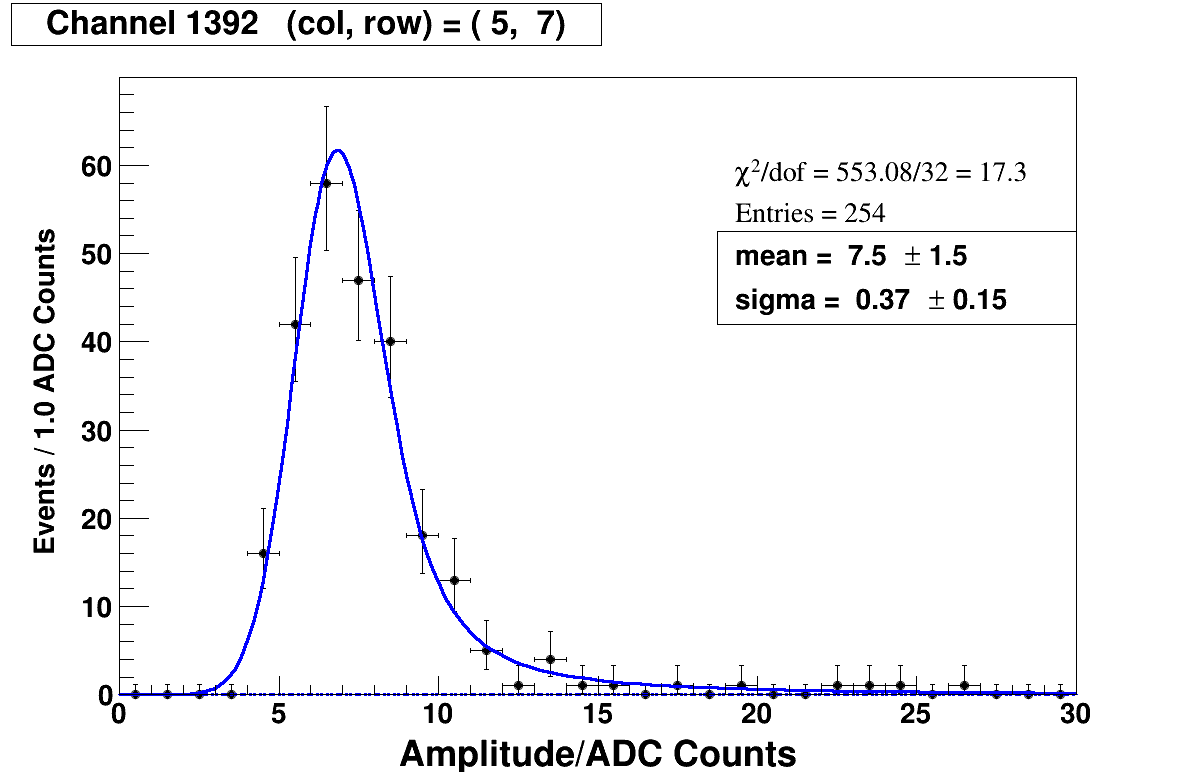 Channel 1392 (col, row) = ( 5, 7)
χ²/dof = 553.08/32 = 17.3
Entries = 254
mean = 7.5 ± 1.5
sigma = 0.37 ± 0.15
Events / 1.0 ADC Counts
60
50
40
30
20
10
0
0 5 10 15 20 25 30
Amplitude/ADC Counts